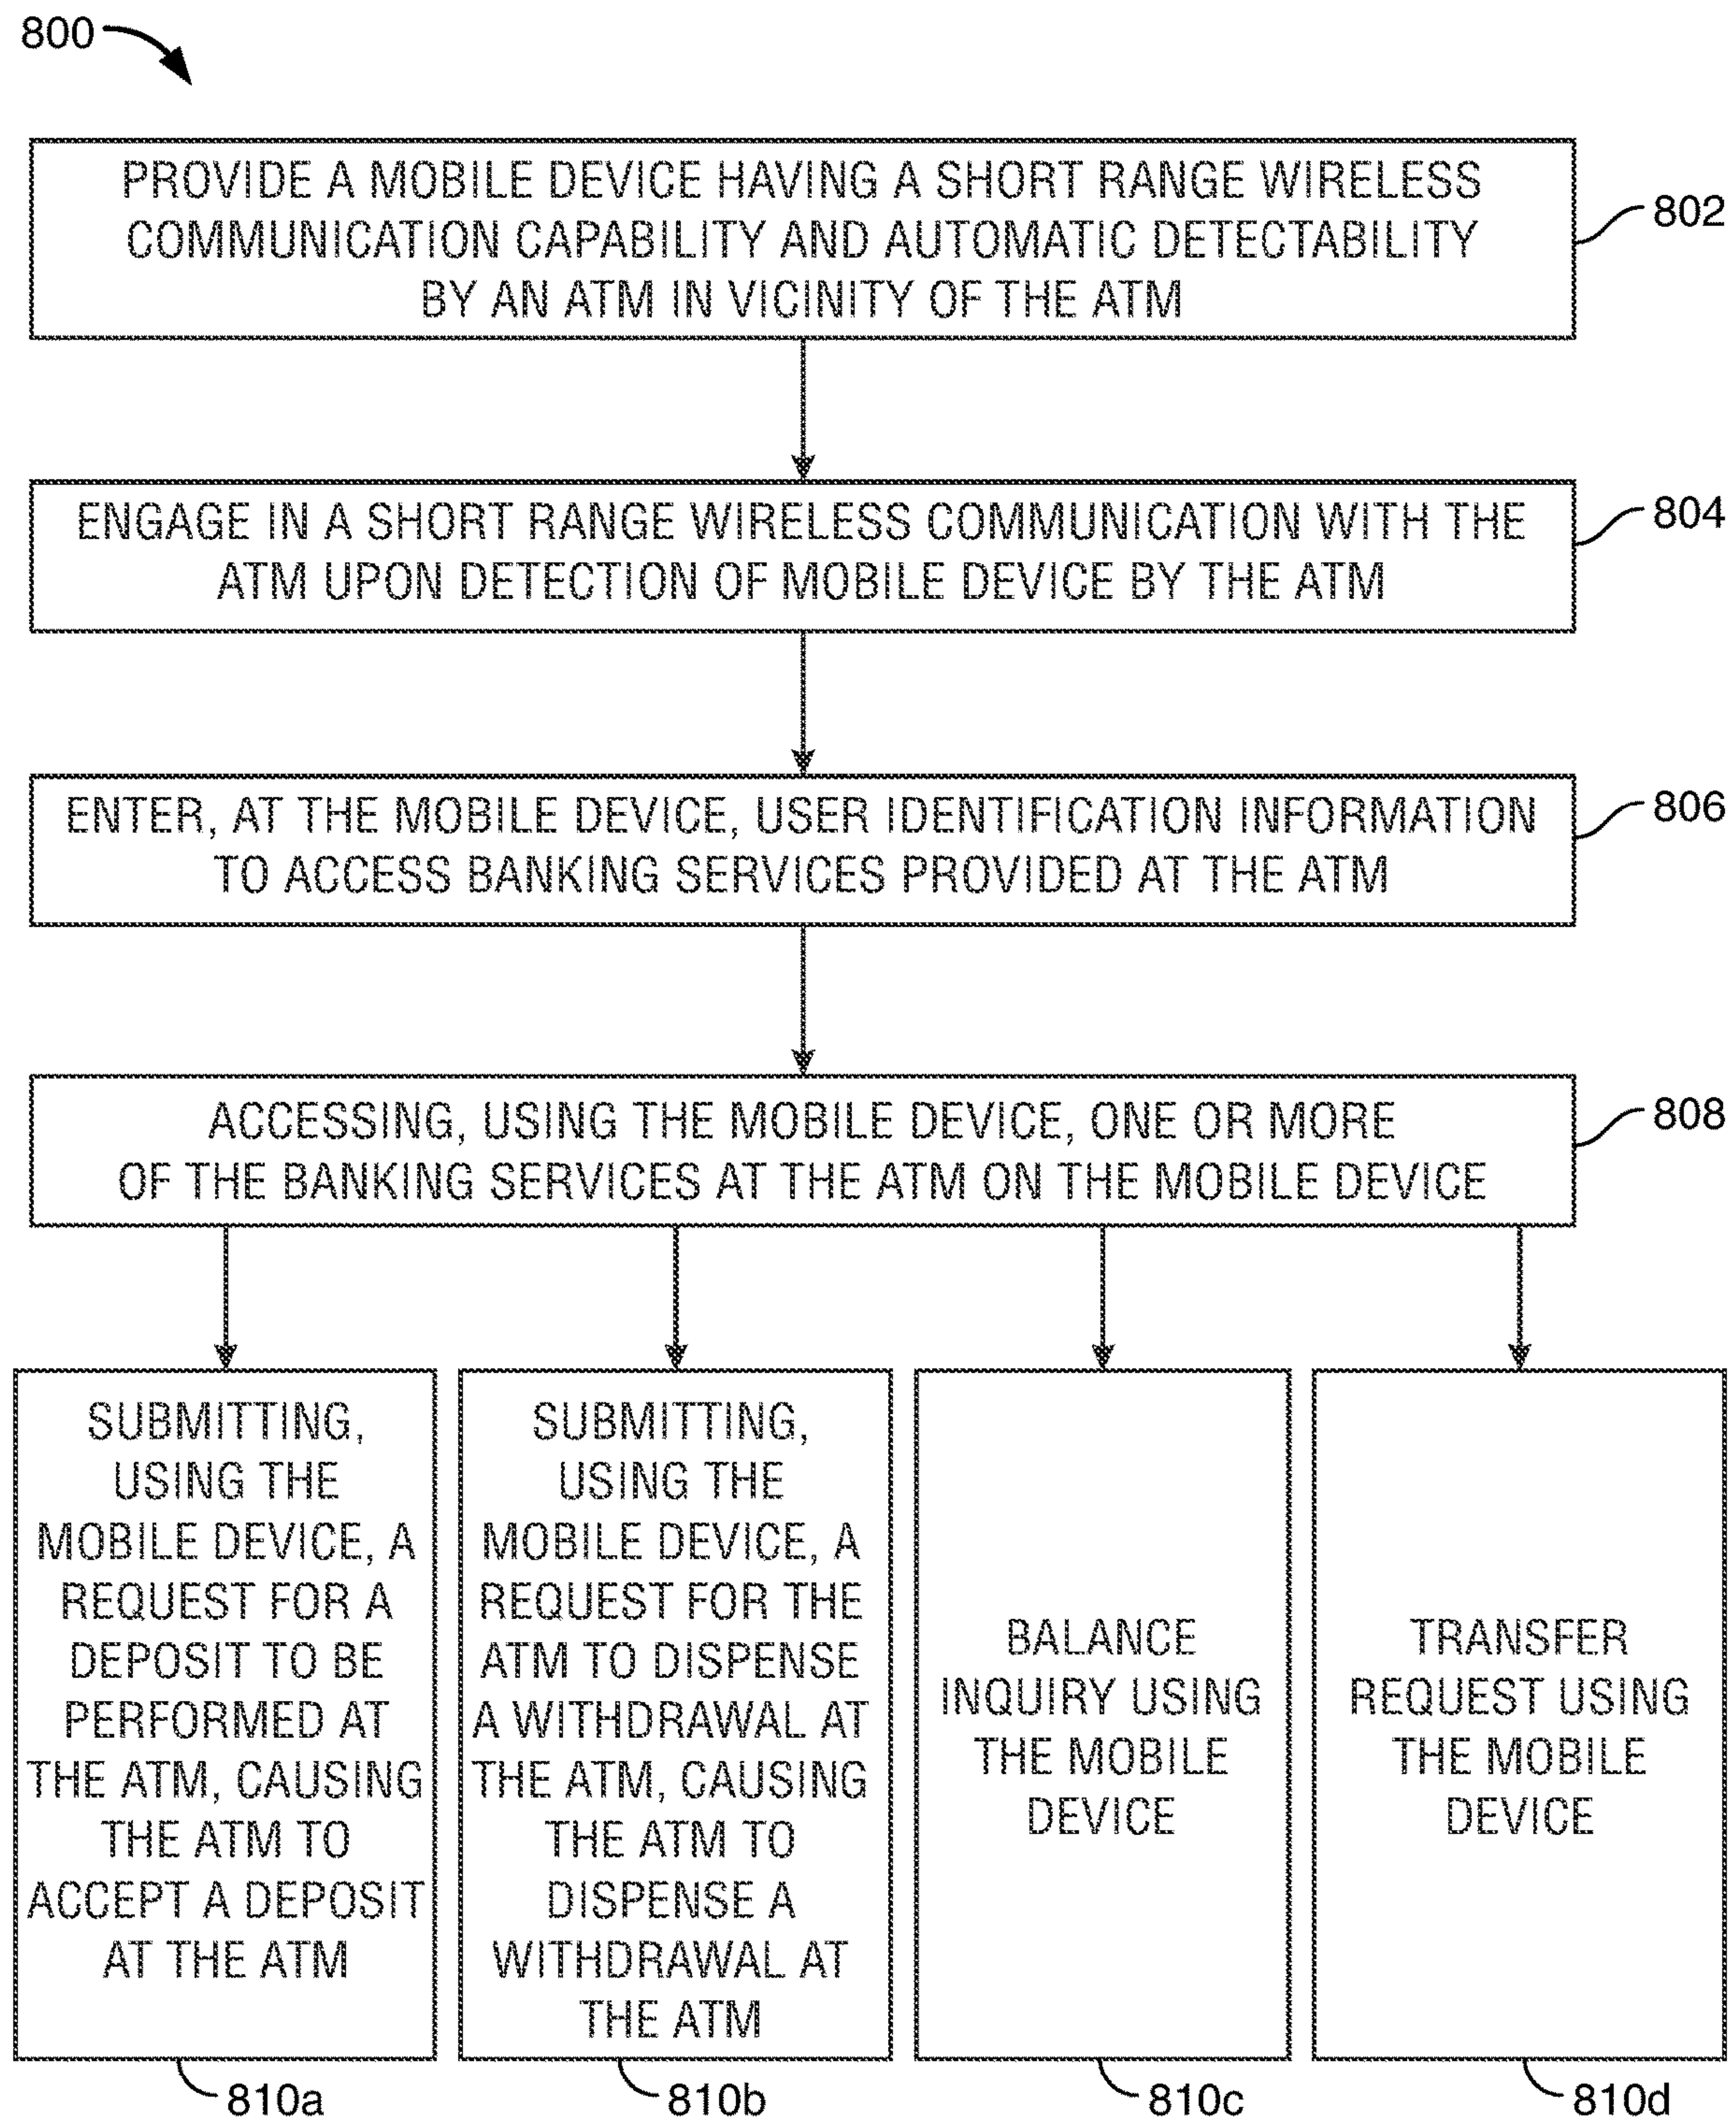 800
PROVIDE A MOBILE DEVICE HAVING A SHORT RANGE WIRELESS
COMMUNICATION CAPABILITY AND AUTOMATIC DETECTABILITY
BY AN ATM IN VICINITY OF THE ATM
802
ENGAGE IN A SHORT RANGE WIRELESS COMMUNICATION WITH THE
ATM UPON DETECTION OF MOBILE DEVICE BY THE ATM
804
ENTER, AT THE MOBILE DEVICE, USER IDENTIFICATION INFORMATION
TO ACCESS BANKING SERVICES PROVIDED AT THE ATM
806
ACCESSING, USING THE MOBILE DEVICE, ONE OR MORE
OF THE BANKING SERVICES AT THE ATM ON THE MOBILE DEVICE
808
SUBMITTING,
USING THE
MOBILE DEVICE, A
REQUEST FOR A
DEPOSIT TO BE
PERFORMED AT
THE ATM, CAUSING
THE ATM TO
ACCEPT A DEPOSIT
AT THE ATM
810a
SUBMITTING,
USING THE
MOBILE DEVICE, A
REQUEST FOR THE
ATM TO DISPENSE
A WITHDRAWAL AT
THE ATM, CAUSING
THE ATM TO
DISPENSE A
WITHDRAWAL AT
THE ATM
810b
BALANCE
INQUIRY USING
THE MOBILE
DEVICE
810c
TRANSFER
REQUEST USING
THE MOBILE
DEVICE
810d